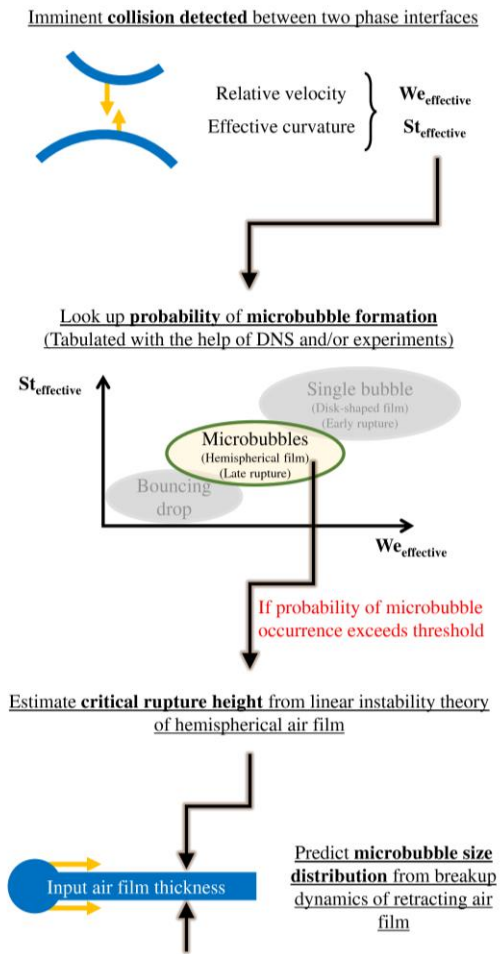 Imminent collision detected between two phase interfaces
Relative velocity
Effective curvature
We_effective
St_effective
Look up probability of microbubble formation
(Tabulated with the help of DNS and/or experiments)
St_effective
Single bubble
(Disk-shaped film)
(Early rupture)
Microbubbles
(Hemispherical film)
(Late rupture)
Bouncing
drop
We_effective
If probability of microbubble
occurrence exceeds threshold
Estimate critical rupture height from linear instability theory
of hemispherical air film
Input air film thickness
Predict microbubble size
distribution from breakup
dynamics of retracting air
film